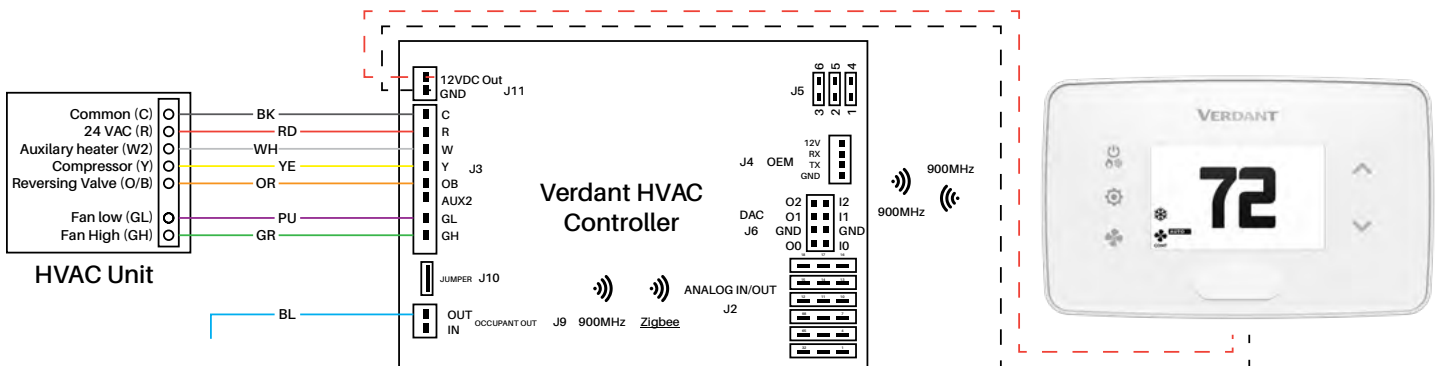 12VDC Out
GND
J11
Common (C)
24 VAC (R)
Auxilary heater (W2)
Compressor (Y)
Reversing Valve (O/B)
Fan low (GL)
Fan High (GH)
HVAC Unit
BK
RD
WH
YE
OR
PU
GR
BL
C
R
W
Y
OB
AUX2
GL
GH
J3
JUMPER J10
OUT
IN
OCCUPANT OUT
J9 900MHz Zigbee
Verdant HVAC
Controller
6 5 4
J5
3 2 1
12V
RX
TX
GND
J4 OEM
O2 I2
O1 I1
GND GND
O0 I0
DAC
J6
ANALOG IN/OUT
J2
900MHz
900MHz
VERDANT
72
AUTO
CONT